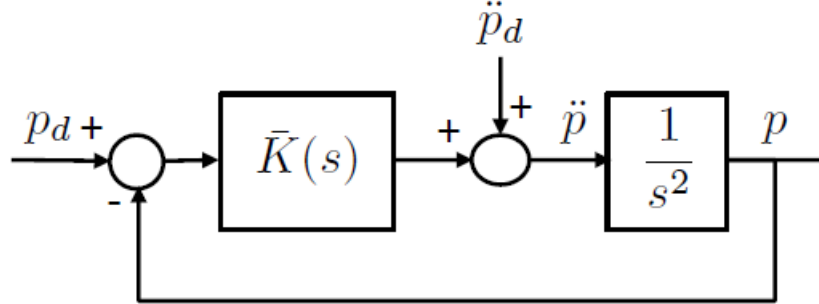 p̈_d
p_d + - K̄(s) + + p̈ 1/s² p